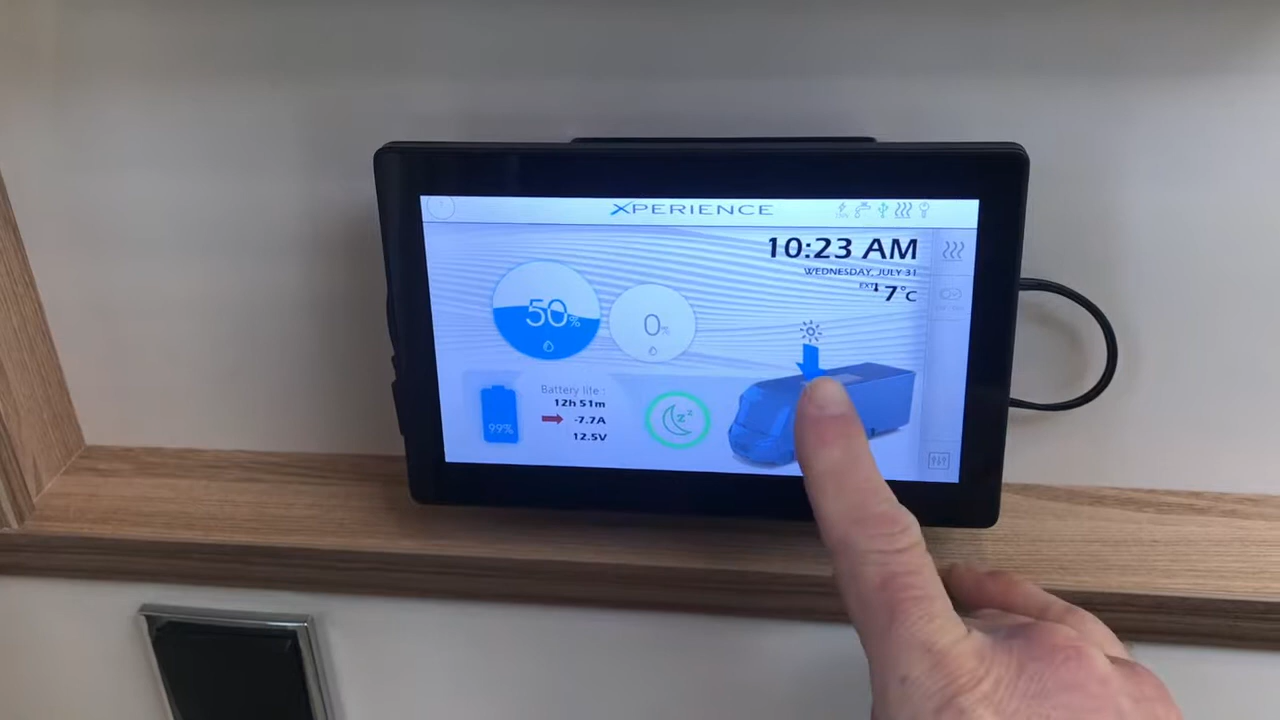 XPERIENCE
10:23 AM
WEDNESDAY, JULY 31
EXT 7°C
50%
0%
Battery life :
12h 51m
-7.7A
12.5V
99%
zz